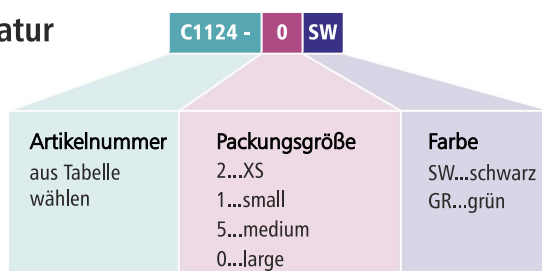 atur
C1124 - 0 SW
Artikelnummer
aus Tabelle
wählen
Packungsgröße
2...XS
1...small
5...medium
0...large
Farbe
SW...schwarz
GR...grün